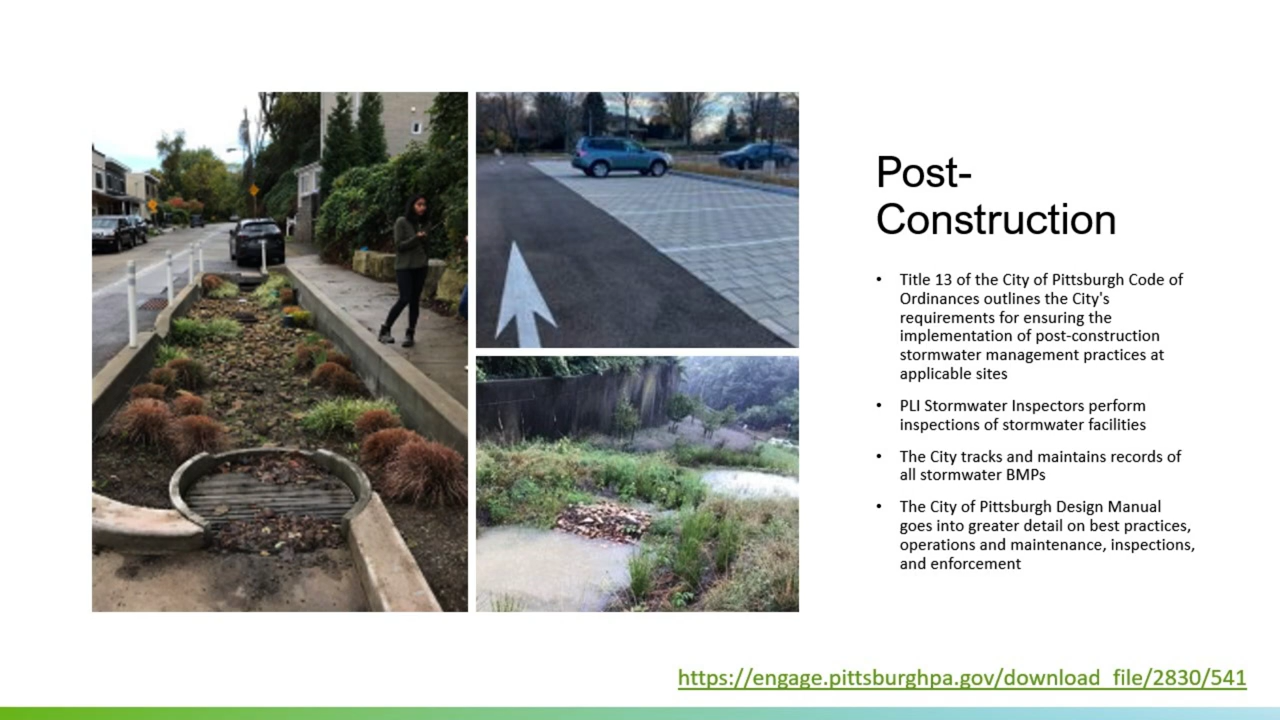 Post-
Construction
• Title 13 of the City of Pittsburgh Code of
Ordinances outlines the City's
requirements for ensuring the
implementation of post-construction
stormwater management practices at
applicable sites
• PLI Stormwater Inspectors perform
inspections of stormwater facilities
• The City tracks and maintains records of
all stormwater BMPs
• The City of Pittsburgh Design Manual
goes into greater detail on best practices,
operations and maintenance, inspections,
and enforcement
https://engage.pittsburghpa.gov/download_file/2830/541